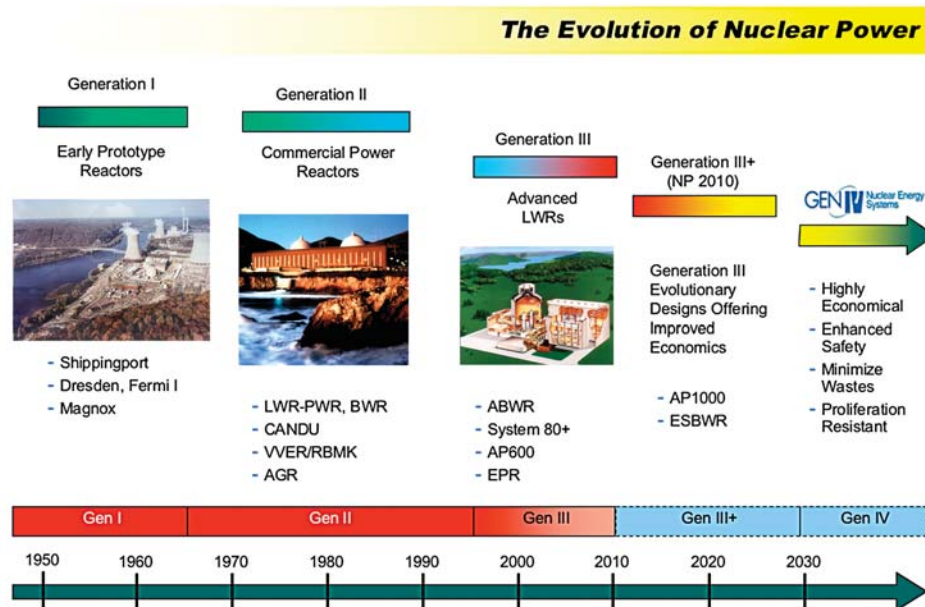 The Evolution of Nuclear Power
Generation I
Early Prototype
Reactors
- Shippingport
- Dresden, Fermi I
- Magnox
Generation II
Commercial Power
Reactors
- LWR-PWR, BWR
- CANDU
- VVER/RBMK
- AGR
Generation III
Advanced
LWRs
- ABWR
- System 80+
- AP600
- EPR
Generation III+
(NP 2010)
Generation III
Evolutionary
Designs Offering
Improved
Economics
- AP1000
- ESBWR
GEN IV Nuclear Energy
Systems
- Highly
Economical
- Enhanced
Safety
- Minimize
Wastes
- Proliferation
Resistant
Gen I Gen II Gen III Gen III+ Gen IV
1950 1960 1970 1980 1990 2000 2010 2020 2030